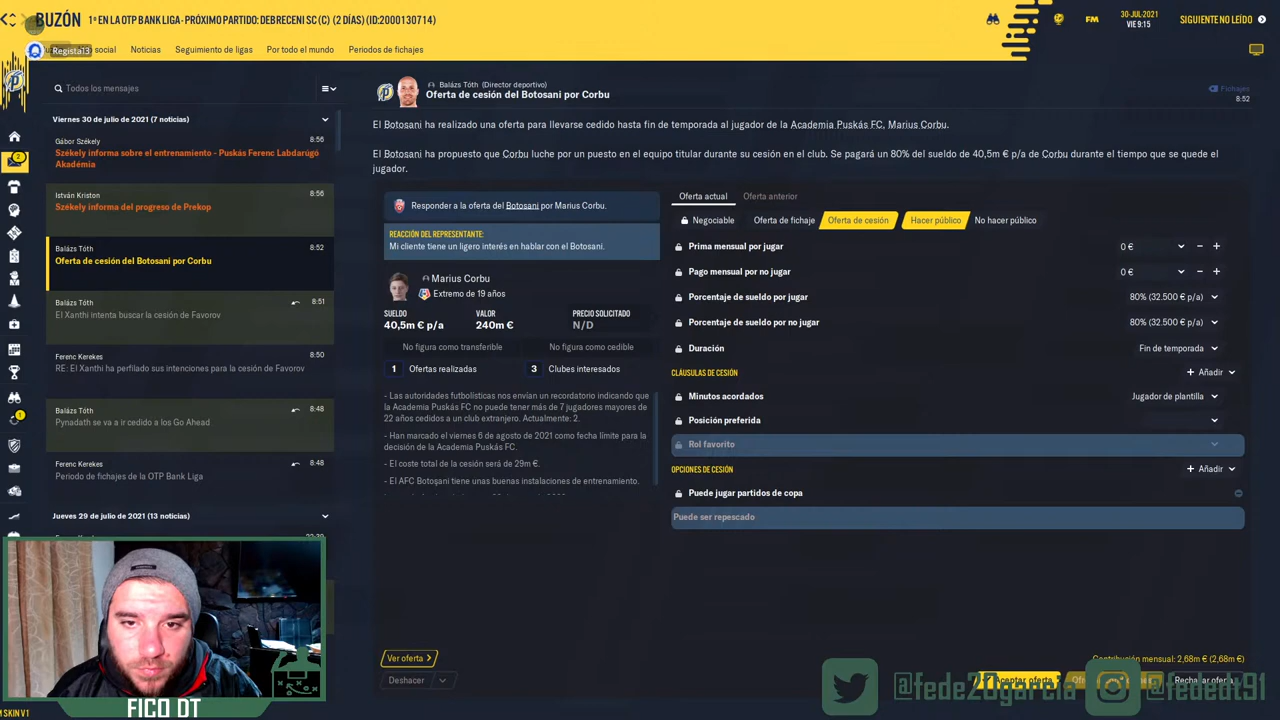 BUZÓN
1º EN LA OTP BANK LIGA - PRÓXIMO PARTIDO: DEBRECENI SC (C) (2 DÍAS) (ID:2000130714)
FM
30-JUL-2021
VIE 9:15
SIGUIENTE NO LEÍDO
Regista13
social
Noticias
Seguimiento de ligas
Por todo el mundo
Periodos de fichajes
Todos los mensajes
Viernes 30 de julio de 2021 (7 noticias)
Gábor Székely
8:56
Székely informa sobre el entrenamiento - Puskás Ferenc Labdarúgó
Akadémia
István Kriston
8:56
Székely informa del progreso de Prekop
Balázs Tóth
8:52
Oferta de cesión del Botosani por Corbu
Balázs Tóth
8:51
El Xanthi intenta buscar la cesión de Favorov
Ferenc Kerekes
8:50
RE: El Xanthi ha perfilado sus intenciones para la cesión de Favorov
Balázs Tóth
8:48
Pynadath se va a ir cedido a los Go Ahead
Ferenc Kerekes
8:48
Periodo de fichajes de la OTP Bank Liga
Jueves 29 de julio de 2021 (13 noticias)
Balázs Tóth (Director deportivo)
Oferta de cesión del Botosani por Corbu
Fichajes
8:52
El Botosani ha realizado una oferta para llevarse cedido hasta fin de temporada al jugador de la Academia Puskás FC, Marius Corbu.
El Botosani ha propuesto que Corbu luche por un puesto en el equipo titular durante su cesión en el club. Se pagará un 80% del sueldo de 40,5m € p/a de Corbu durante el tiempo que se quede el
jugador.
Responder a la oferta del Botosani por Marius Corbu.
REACCIÓN DEL REPRESENTANTE:
Mi cliente tiene un ligero interés en hablar con el Botosani.
Marius Corbu
Extremo de 19 años
SUELDO
VALOR
PRECIO SOLICITADO
40,5m € p/a
240m €
N/D
No figura como transferible
No figura como cedible
1
Ofertas realizadas
3
Clubes interesados
- Las autoridades futbolísticas nos envían un recordatorio indicando que
la Academia Puskás FC no puede tener más de 7 jugadores mayores de
22 años cedidos a un club extranjero. Actualmente: 2.
- Han marcado el viernes 6 de agosto de 2021 como fecha límite para la
decisión de la Academia Puskás FC.
- El coste total de la cesión será de 29m €.
- El AFC Botoșani tiene unas buenas instalaciones de entrenamiento.
Oferta actual
Oferta anterior
Negociable
Oferta de fichaje
Oferta de cesión
Hacer público
No hacer público
Prima mensual por jugar
0 €
Pago mensual por no jugar
0 €
Porcentaje de sueldo por jugar
80% (32.500 € p/a)
Porcentaje de sueldo por no jugar
80% (32.500 € p/a)
Duración
Fin de temporada
CLÁUSULAS DE CESIÓN
Añadir
Minutos acordados
Jugador de plantilla
Posición preferida
Rol favorito
OPCIONES DE CESIÓN
Añadir
Puede jugar partidos de copa
Puede ser repescado
Ver oferta
Deshacer
Contribución mensual: 2,68m € (2,68m €)
Aceptar oferta
Rechazar oferta
@fede20garcia
@fededt91
FICO DT
M SKIN V1